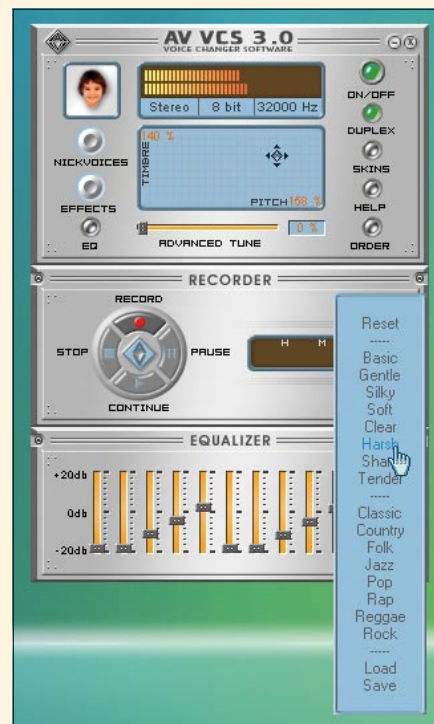 AV VCS 3.0
VOICE CHANGER SOFTWARE
Stereo 8 bit 32000 Hz
ON/OFF
DUPLEX
140 %
TIMBRE
NICKVOICES
SKINS
EFFECTS
PITCH 168 %
HELP
EQ
ADVANCED TUNE
0 %
ORDER
RECORDER
RECORD
STOP
PAUSE
H M
CONTINUE
EQUALIZER
+20db
0db
-20db
Reset
-----
Basic
Gentle
Silky
Soft
Clear
Harsh
Tender
-----
Classic
Country
Folk
Jazz
Pop
Rap
Reggae
Rock
-----
Load
Save